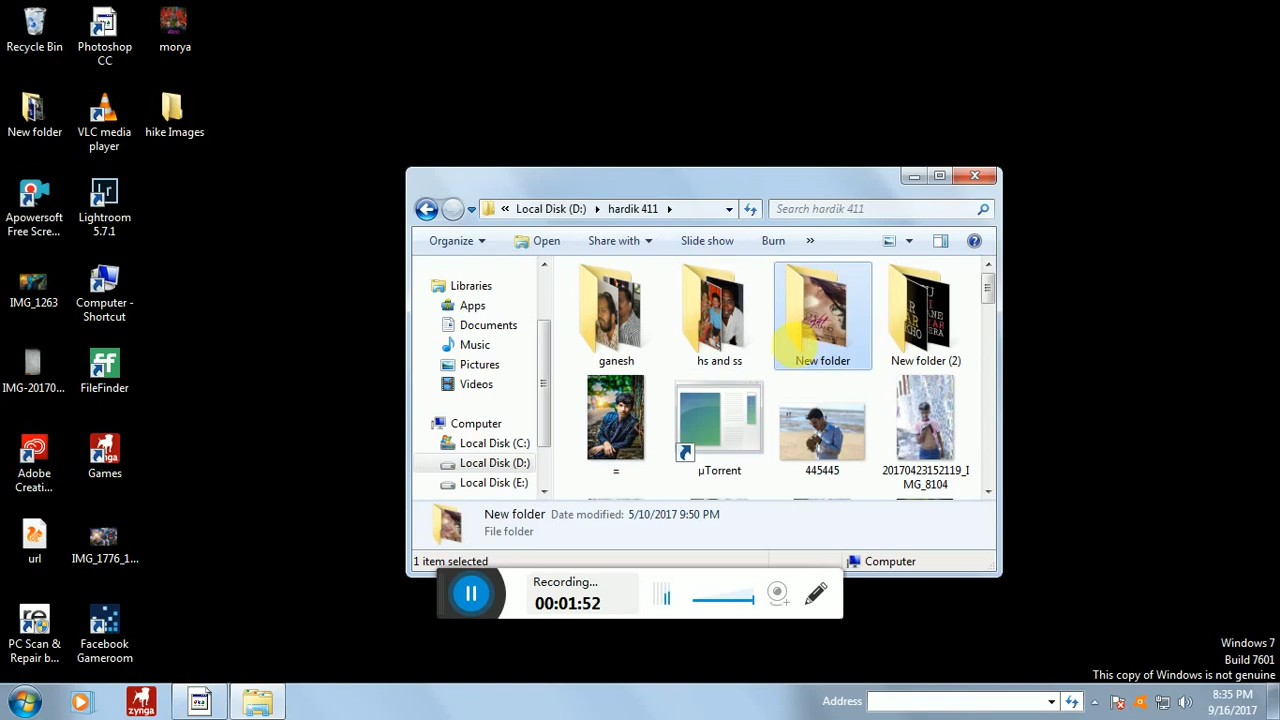 Recycle Bin
Photoshop
CC
morya
New folder
VLC media
player
hike Images
Apowersoft
Free Scre...
Lightroom
5.7.1
IMG_1263
Computer -
Shortcut
IMG-20170...
FileFinder
Adobe
Creati...
Games
url
IMG_1776_1...
re
PC Scan &
Repair b...
Facebook
Gameroom
« Local Disk (D:) hardik 411
Search hardik 411
Organize Open Share with Slide show Burn »
Libraries
Apps
Documents
Music
Pictures
Videos
Computer
Local Disk (C:)
Local Disk (D:)
Local Disk (E:)
ganesh
hs and ss
New folder
New folder (2)
=
µTorrent
445445
20170423152119_I
MG_8104
New folder Date modified: 5/10/2017 9:50 PM
File folder
1 item selected
Computer
Recording...
00:01:52
Windows 7
Build 7601
This copy of Windows is not genuine
zynga
Address
8:35 PM
9/16/2017